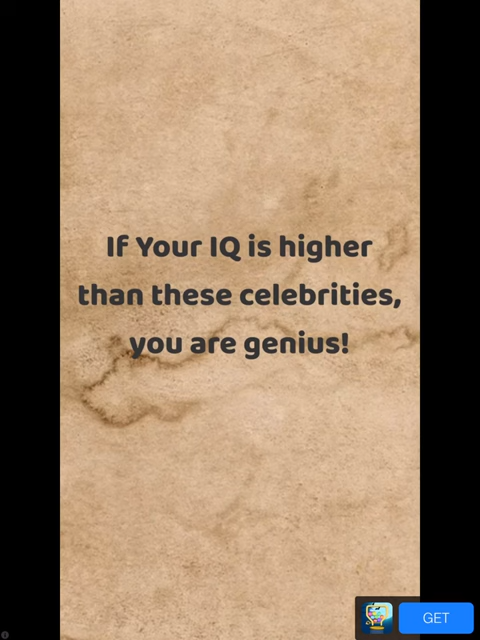 If Your IQ is higher
than these celebrities,
you are genius!
GET